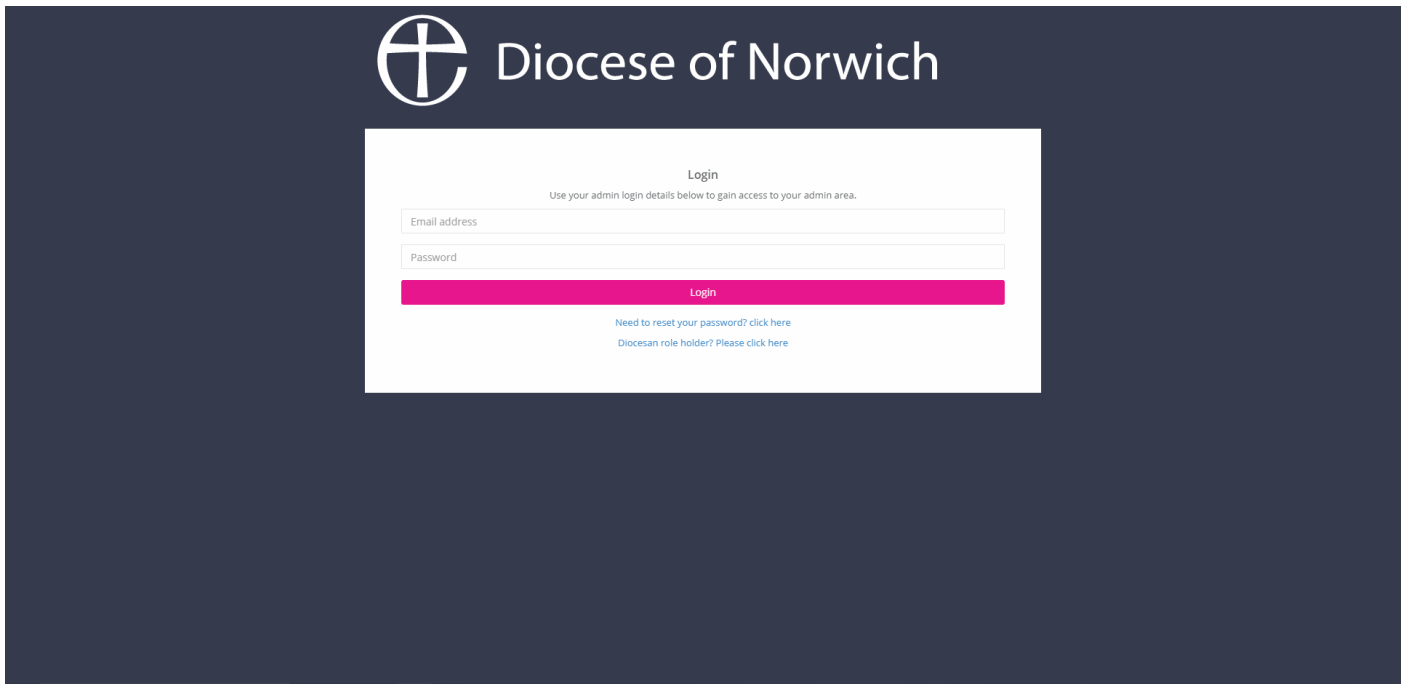 Diocese of Norwich
Login
Use your admin login details below to gain access to your admin area.
Email address
Password
Login
Need to reset your password? click here
Diocesan role holder? Please click here